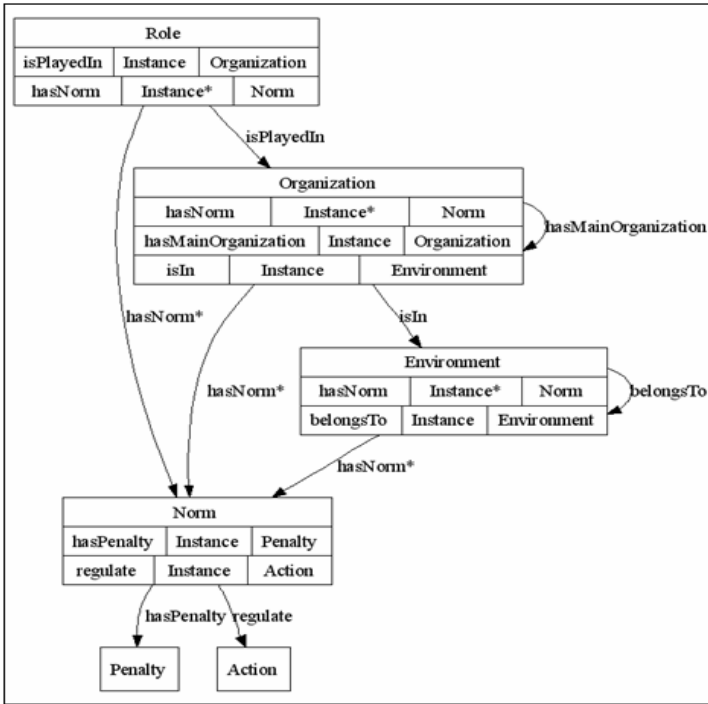 Role
isPlayedIn Instance Organization
hasNorm Instance* Norm
isPlayedIn
Organization
hasNorm Instance* Norm
hasMainOrganization Instance Organization
isIn Instance Environment
hasMainOrganization
hasNorm*
isIn
hasNorm*
Environment
hasNorm Instance* Norm
belongsTo Instance Environment
belongsTo
hasNorm*
Norm
hasPenalty Instance Penalty
regulate Instance Action
hasPenalty regulate
Penalty Action